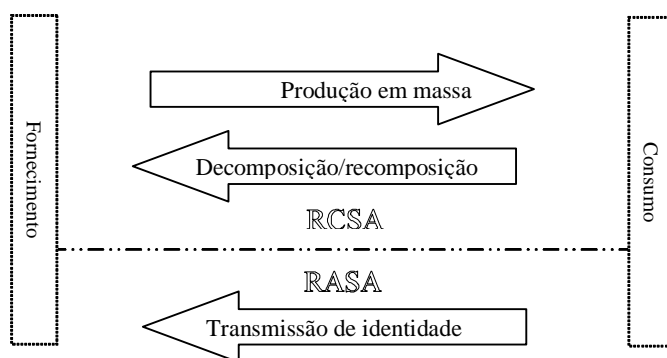 Produção em massa
Fornecimento
Decomposição/recomposição
Consumo
RCSA
RASA
Transmissão de identidade